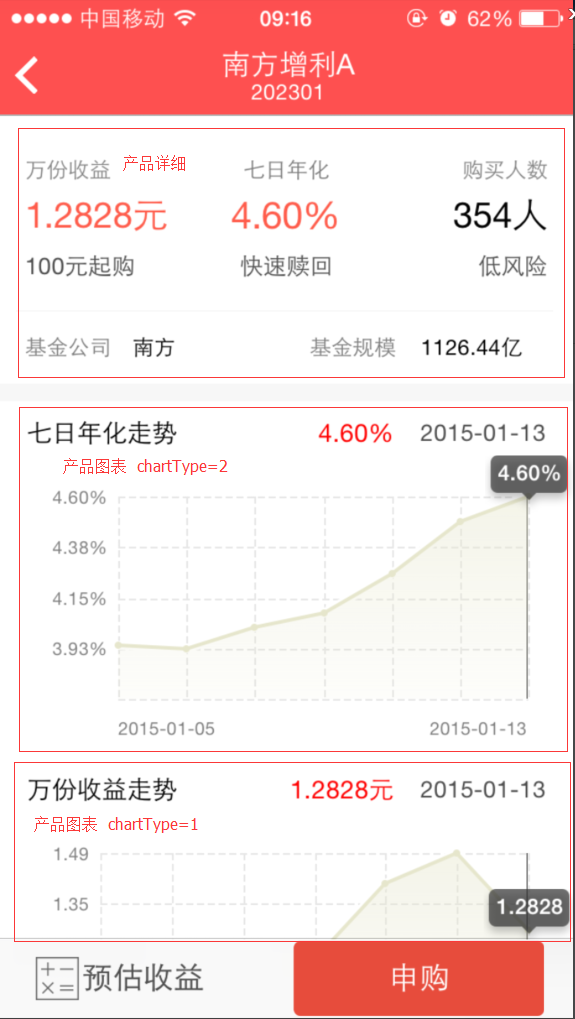 中国移动 09:16 62%
南方增利A
202301
万份收益 产品详细 七日年化 购买人数
1.2828元 4.60% 354人
100元起购 快速赎回 低风险
基金公司 南方 基金规模 1126.44亿
七日年化走势 4.60% 2015-01-13
产品图表 chartType=2
4.60%
4.60%
4.38%
4.15%
3.93%
2015-01-05 2015-01-13
万份收益走势 1.2828元 2015-01-13
产品图表 chartType=1
1.49
1.35
1.2828
预估收益 申购